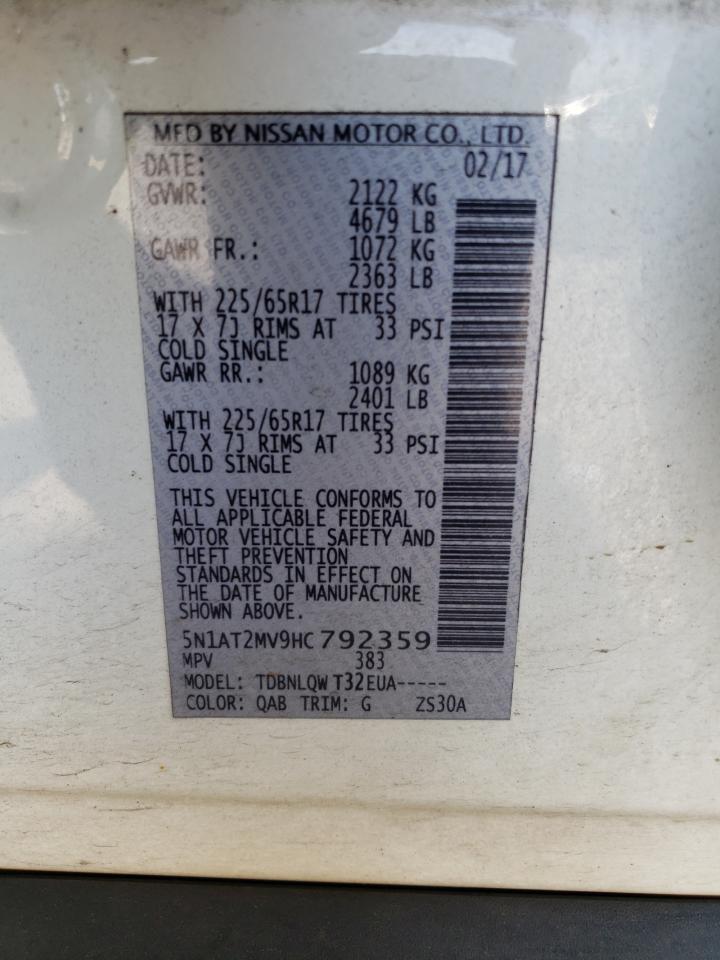 MFD BY NISSAN MOTOR CO., LTD.
DATE: 02/17
GVWR: 2122 KG
4679 LB
GAWR FR.: 1072 KG
2363 LB
WITH 225/65R17 TIRES
17 X 7J RIMS AT 33 PSI
COLD SINGLE
GAWR RR.: 1089 KG
2401 LB
WITH 225/65R17 TIRES
17 X 7J RIMS AT 33 PSI
COLD SINGLE
THIS VEHICLE CONFORMS TO
ALL APPLICABLE FEDERAL
MOTOR VEHICLE SAFETY AND
THEFT PREVENTION
STANDARDS IN EFFECT ON
THE DATE OF MANUFACTURE
SHOWN ABOVE.
5N1AT2MV9HC792359
MPV 383
MODEL: TDBNLQW T32EUA-----
COLOR: QAB TRIM: G ZS30A